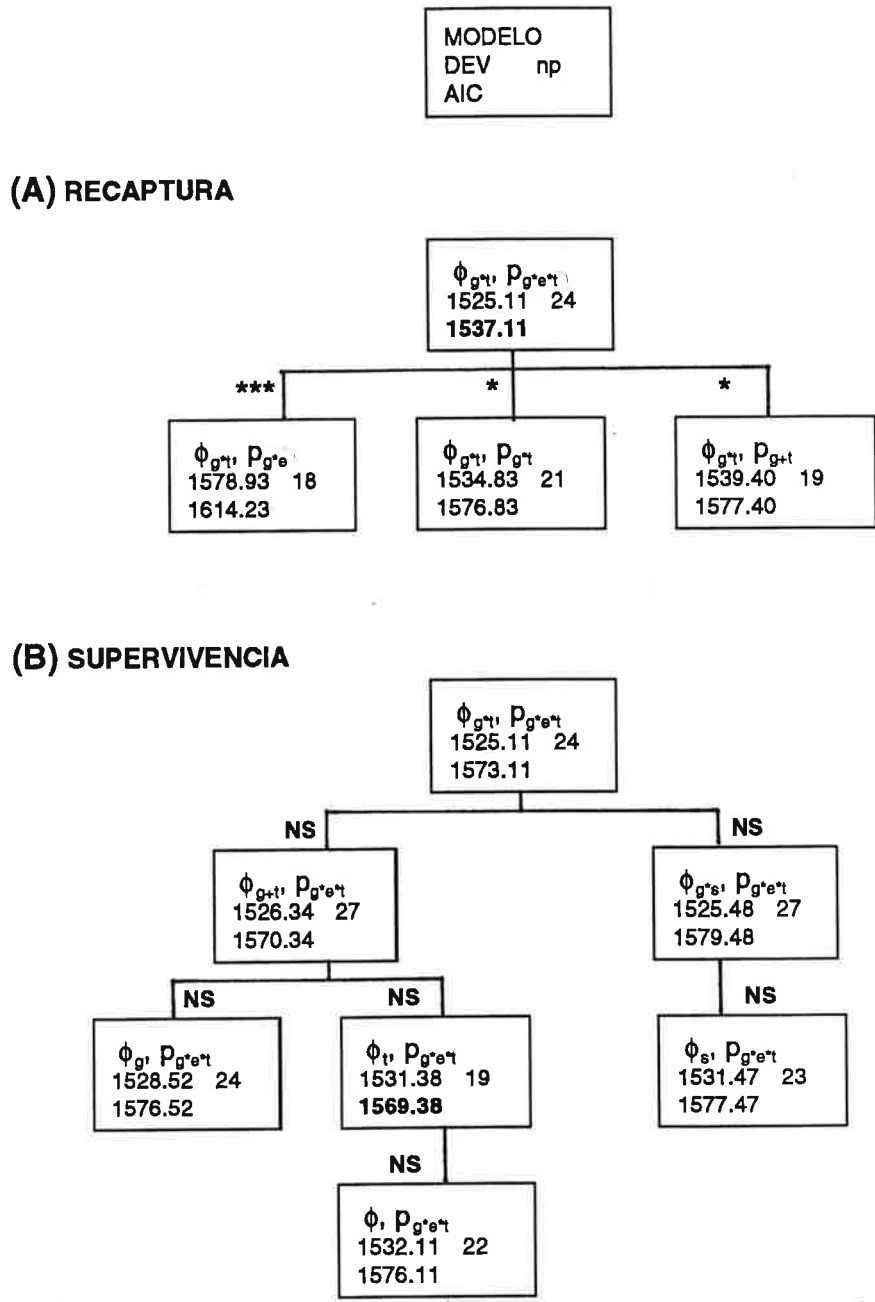 MODELO
DEV np
AIC
(A) RECAPTURA
ϕg*t, pg*e*t
1525.11 24
1537.11
*** * *
ϕg*t, pg*e
1578.93 18
1614.23
ϕg*t, pg*t
1534.83 21
1576.83
ϕg*t, pg+t
1539.40 19
1577.40
(B) SUPERVIVENCIA
ϕg*t, pg*e*t
1525.11 24
1573.11
NS NS
ϕg+t, pg*e*t
1526.34 27
1570.34
ϕg*s, pg*e*t
1525.48 27
1579.48
NS NS NS
ϕg, pg*e*t
1528.52 24
1576.52
ϕt, pg*e*t
1531.38 19
1569.38
ϕs, pg*e*t
1531.47 23
1577.47
NS
ϕ, pg*e*t
1532.11 22
1576.11